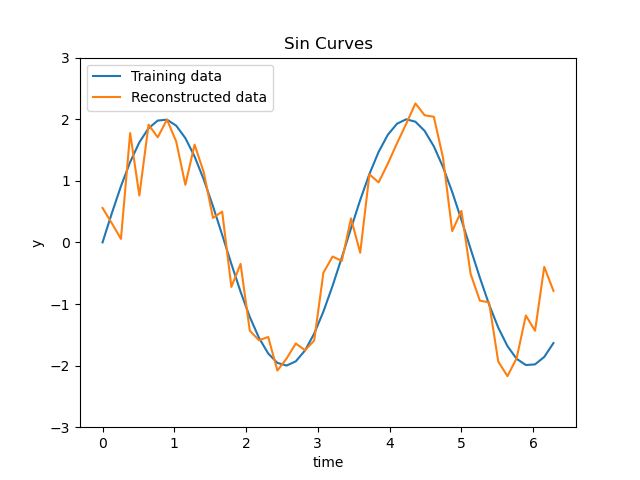 Sin Curves
Training data
Reconstructed data
y
3
2
1
0
−1
−2
−3
0 1 2 3 4 5 6
time